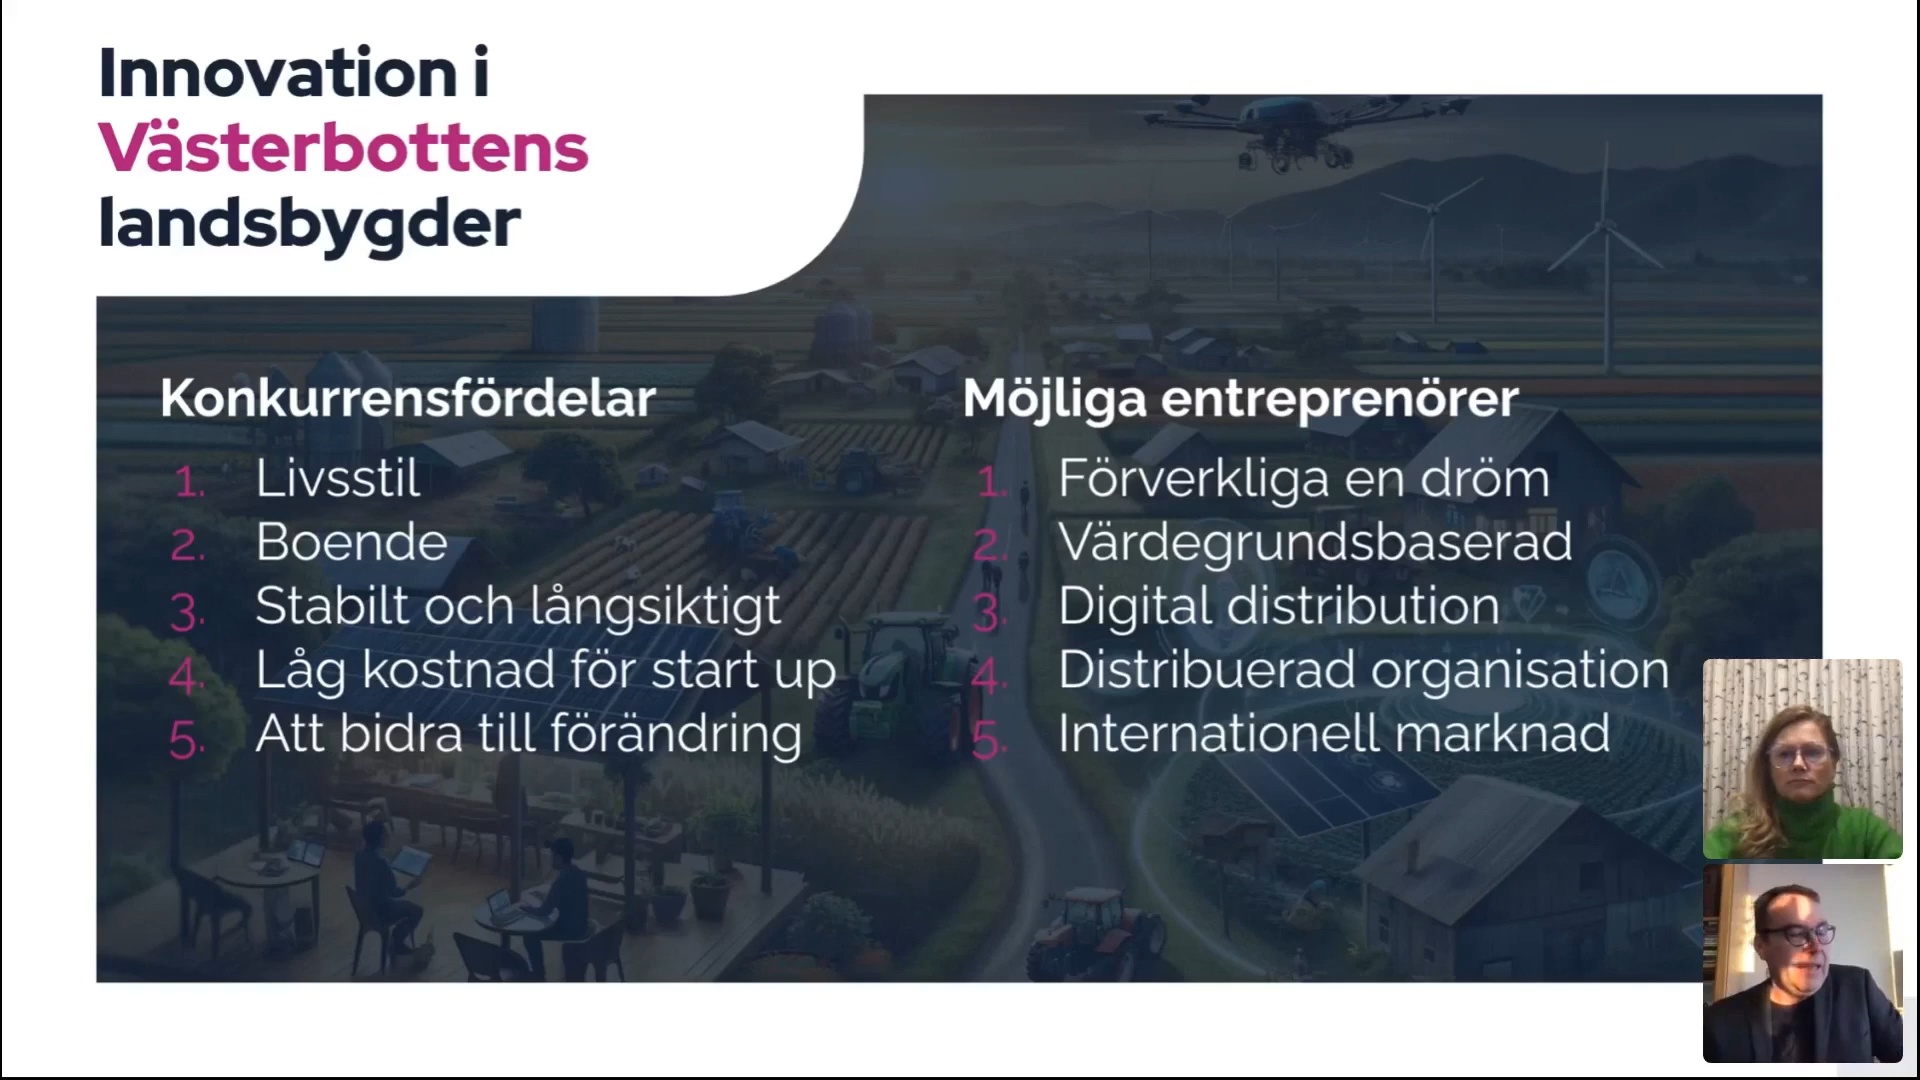 Innovation i
Västerbottens
landsbygder
Konkurrensfördelar
1. Livsstil
2. Boende
3. Stabilt och långsiktigt
4. Låg kostnad för start up
5. Att bidra till förändring
Möjliga entreprenörer
1. Förverkliga en dröm
2. Värdegrundsbaserad
3. Digital distribution
4. Distribuerad organisation
5. Internationell marknad